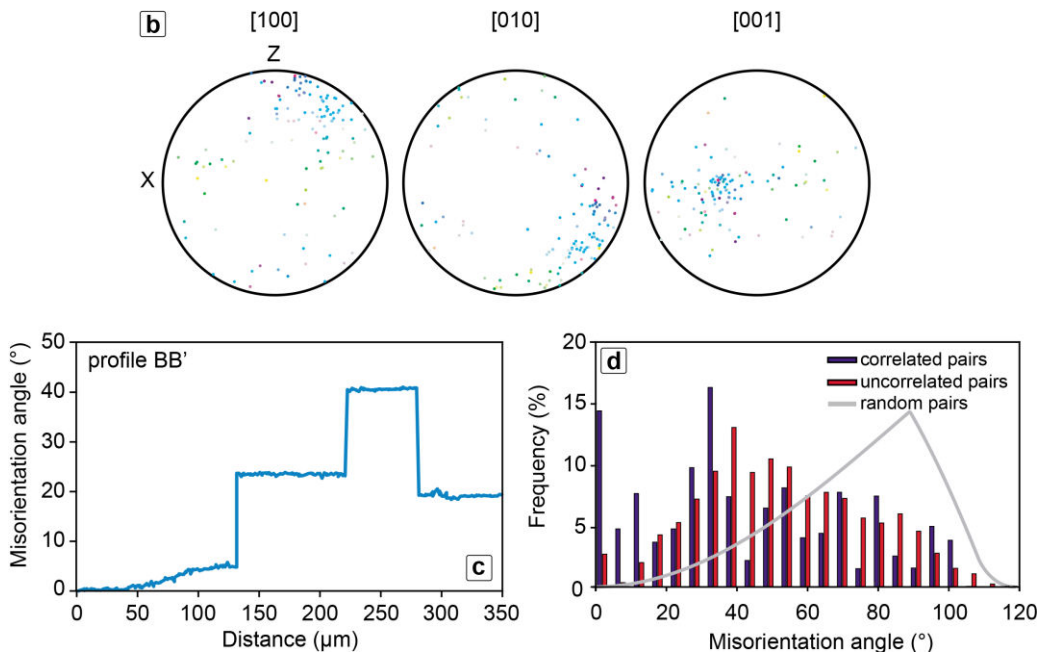 b
[100]
[010]
[001]
Z
X
50
40
30
20
10
0
Misorientation angle (°)
profile BB’
c
0
50
100
150
200
250
300
350
Distance (µm)
20
15
10
5
0
Frequency (%)
d
correlated pairs
uncorrelated pairs
random pairs
0
20
40
60
80
100
120
Misorientation angle (°)